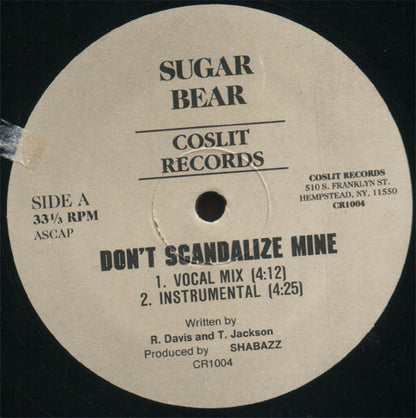 SUGAR
BEAR
COSLIT
RECORDS
SIDE A
33 1/3 RPM
ASCAP
COSLIT RECORDS
510 S. FRANKLYN ST.
HEMPSTEAD, NY. 11550
CR1004
DON'T SCANDALIZE MINE
1. VOCAL MIX (4:12)
2. INSTRUMENTAL (4:25)
Written by
R. Davis and T. Jackson
Produced by SHABAZZ
CR1004